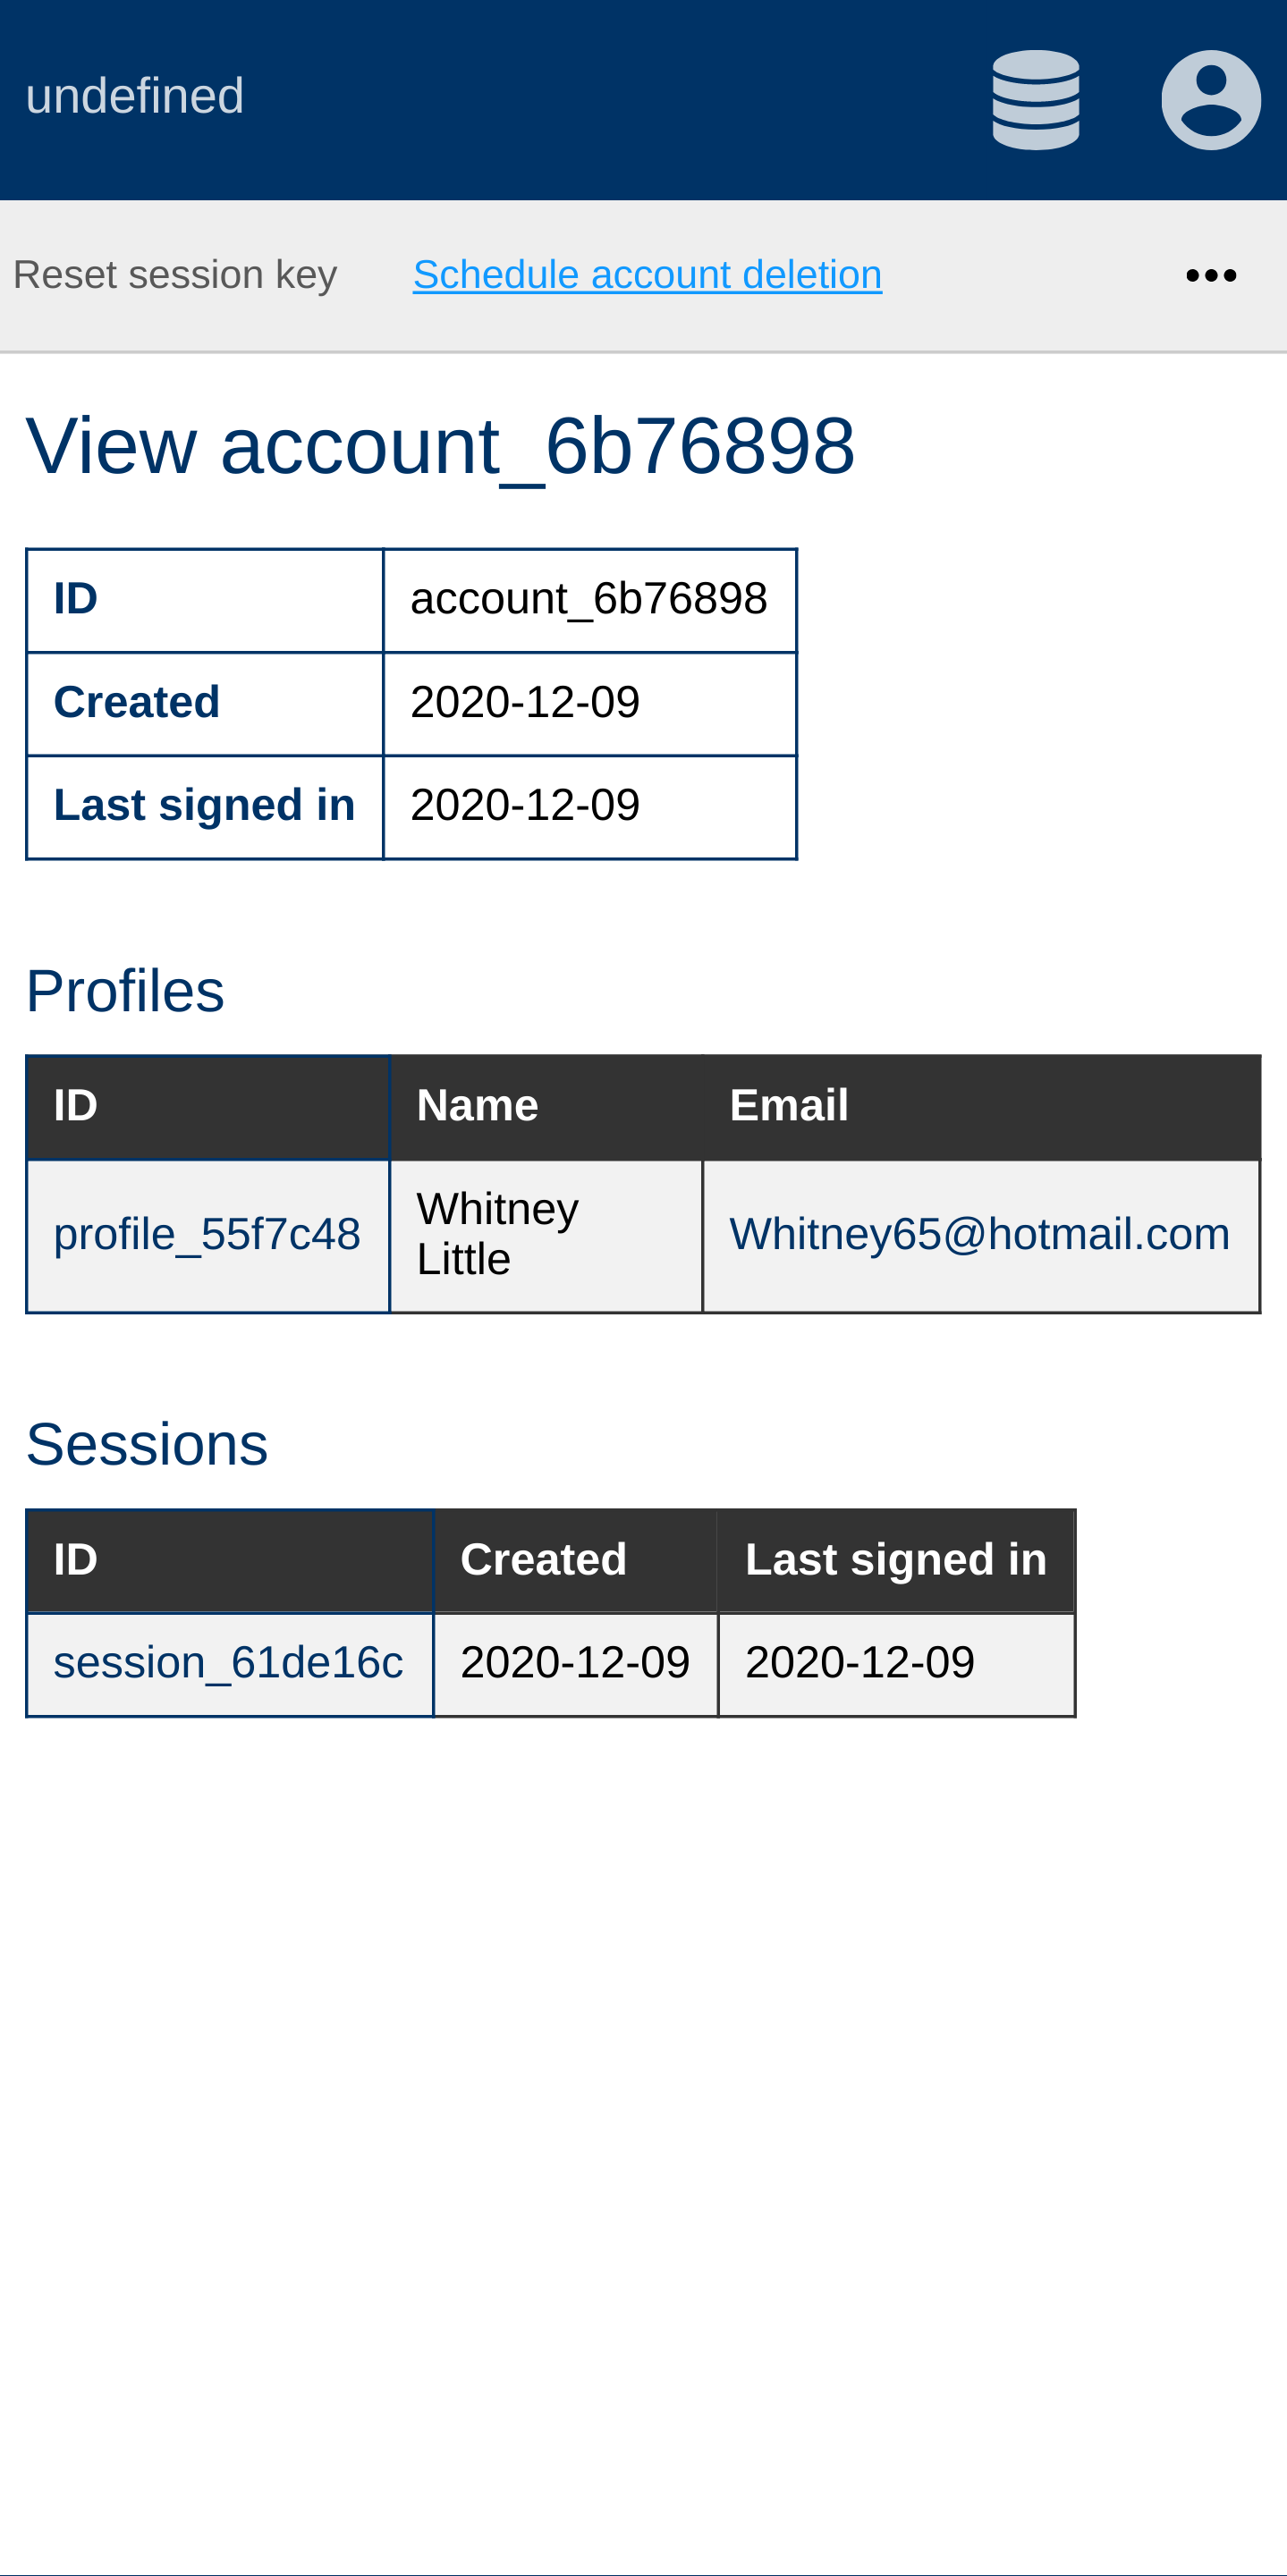 undefined
Reset session key Schedule account deletion •••
View account_6b76898
ID account_6b76898
Created 2020-12-09
Last signed in 2020-12-09
Profiles
ID Name Email
profile_55f7c48 Whitney Little Whitney65@hotmail.com
Sessions
ID Created Last signed in
session_61de16c 2020-12-09 2020-12-09